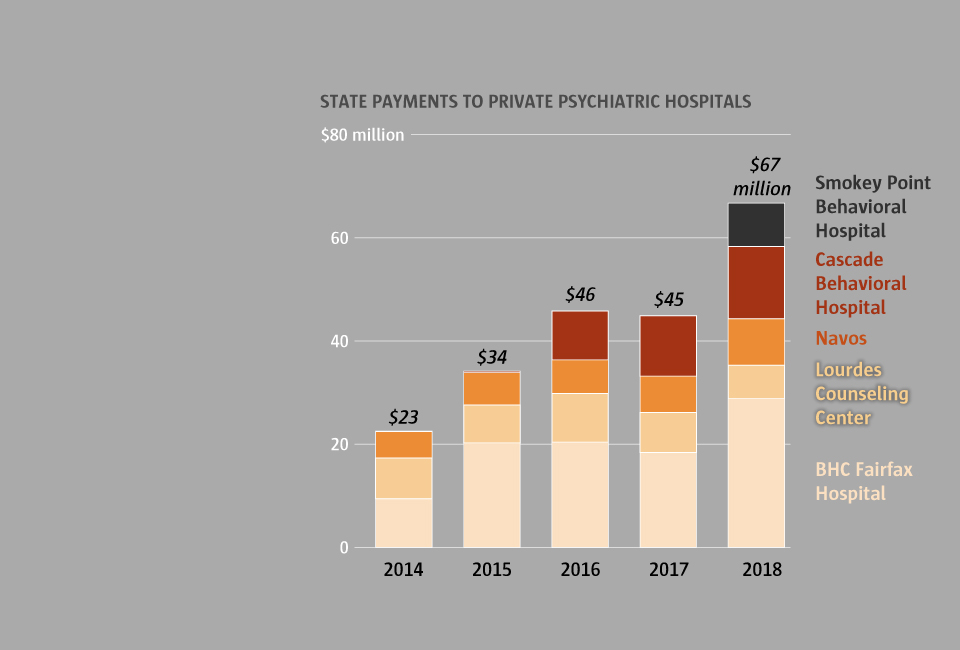 STATE PAYMENTS TO PRIVATE PSYCHIATRIC HOSPITALS
$80 million
$67
million
Smokey Point
Behavioral
Hospital
60
Cascade
Behavioral
Hospital
$46
$45
40
Navos
$34
Lourdes
Counseling
Center
$23
20
BHC Fairfax
Hospital
0
2014 2015 2016 2017 2018